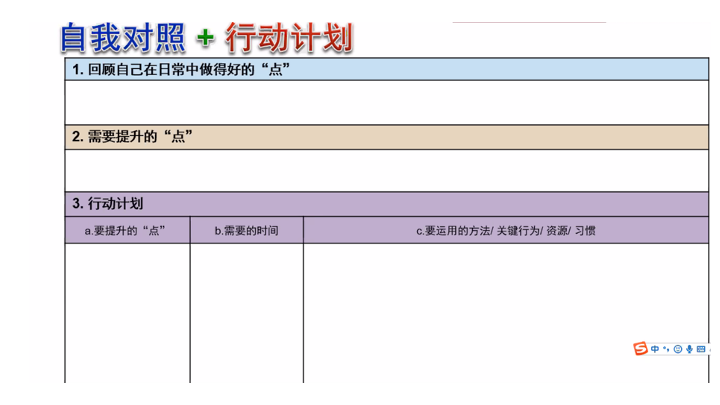 自我对照 + 行动计划
1. 回顾自己在日常中做得好的“点”
2. 需要提升的“点”
3. 行动计划
a.要提升的“点”
b.需要的时间
c.要运用的方法/ 关键行为/ 资源/ 习惯
中